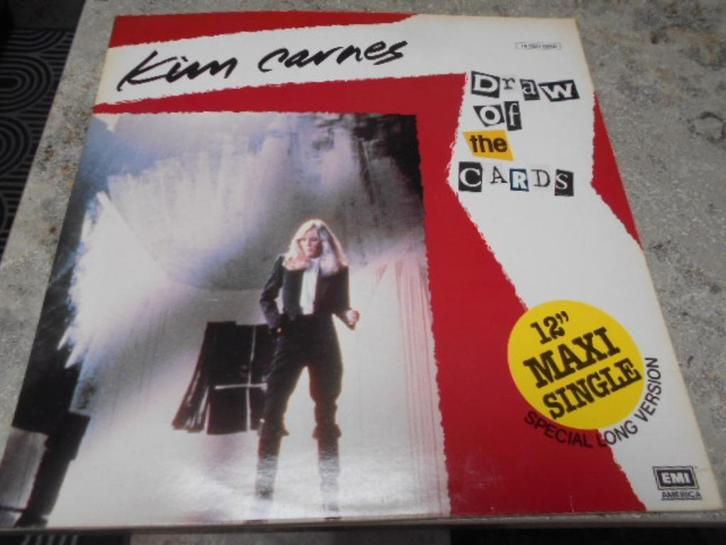 Kim Carnes
Draw
Of
the
CARDS
12"
MAXI
SINGLE
SPECIAL LONG VERSION
EMI
AMERICA